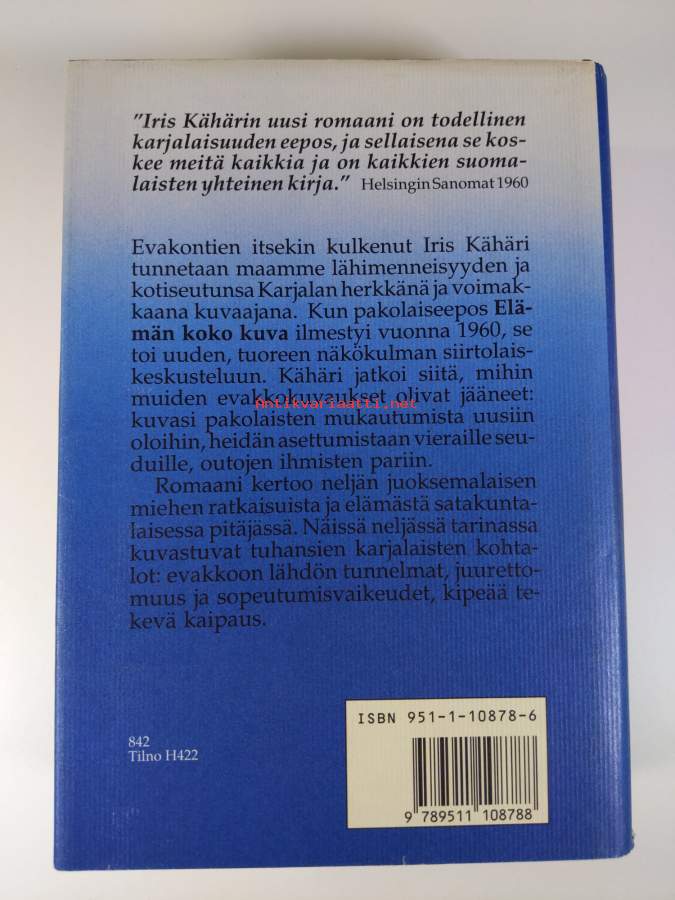 "Iris Kähärin uusi romaani on todellinen
karjalaisuuden eepos, ja sellaisena se kos-
kee meitä kaikkia ja on kaikkien suoma-
laisten yhteinen kirja." Helsingin Sanomat 1960
Evakontien itsekin kulkenut Iris Kähäri
tunnetaan maamme lähimenneisyyden ja
kotiseutunsa Karjalan herkkänä ja voimak-
kaana kuvaajana. Kun pakolaiseepos Elä-
män koko kuva ilmestyi vuonna 1960, se
toi uuden, tuoreen näkökulman siirtolais-
keskusteluun. Kähäri jatkoi siitä, mihin
muiden evakkokuvaukset olivat jääneet:
Antikvariaatti.net
kuvasi pakolaisten mukautumista uusiin
oloihin, heidän asettumistaan vieraille seu-
duille, outojen ihmisten pariin.
Romaani kertoo neljän juoksemalaisen
miehen ratkaisuista ja elämästä satakunta-
laisessa pitäjässä. Näissä neljässä tarinassa
kuvastuvat tuhansien karjalaisten kohta-
lot: evakkoon lähdön tunnelmat, juuretto-
muus ja sopeutumisvaikeudet, kipeää te-
kevä kaipaus.
ISBN 951-1-10878-6
842
Tilno H422
9 789511 108788